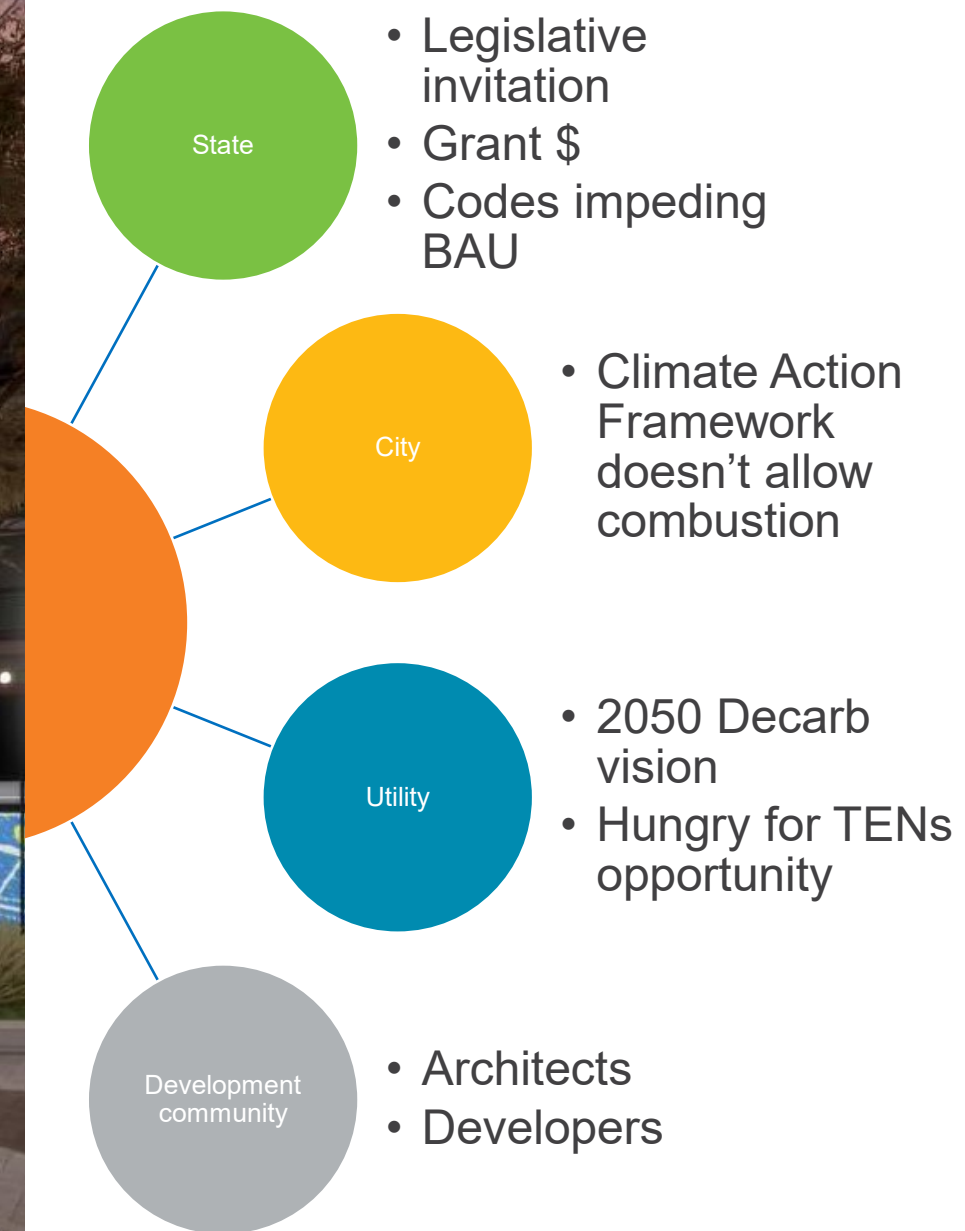 State
• Legislative
invitation
• Grant $
• Codes impeding
BAU
City
• Climate Action
Framework
doesn’t allow
combustion
Utility
• 2050 Decarb
vision
• Hungry for TENs
opportunity
Development
community
• Architects
• Developers